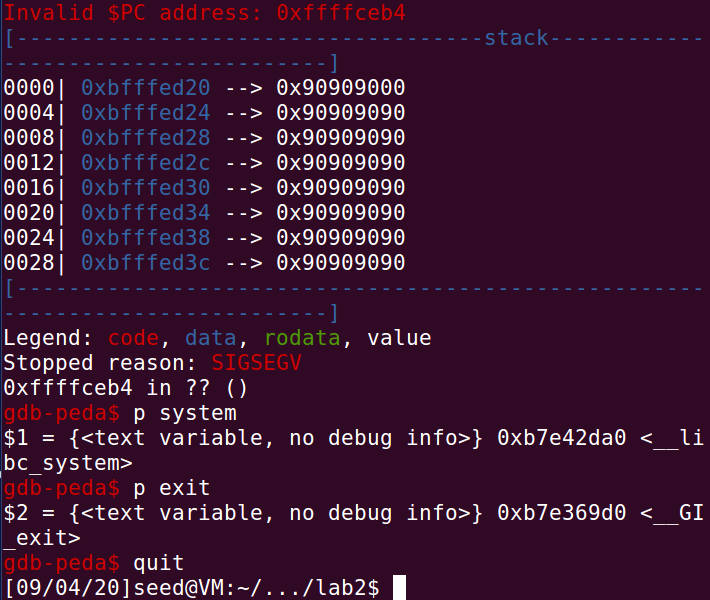 Invalid $PC address: 0xffffceb4
[------------------------------------stack------------
-------------------------]
0000| 0xbfffed20 --> 0x90909000
0004| 0xbfffed24 --> 0x90909090
0008| 0xbfffed28 --> 0x90909090
0012| 0xbfffed2c --> 0x90909090
0016| 0xbfffed30 --> 0x90909090
0020| 0xbfffed34 --> 0x90909090
0024| 0xbfffed38 --> 0x90909090
0028| 0xbfffed3c --> 0x90909090
[-----------------------------------------------------
-------------------------]
Legend: code, data, rodata, value
Stopped reason: SIGSEGV
0xffffceb4 in ?? ()
gdb-peda$ p system
$1 = {<text variable, no debug info>} 0xb7e42da0 <__li
bc_system>
gdb-peda$ p exit
$2 = {<text variable, no debug info>} 0xb7e369d0 <__GI
_exit>
gdb-peda$ quit
[09/04/20]seed@VM:~/.../lab2$